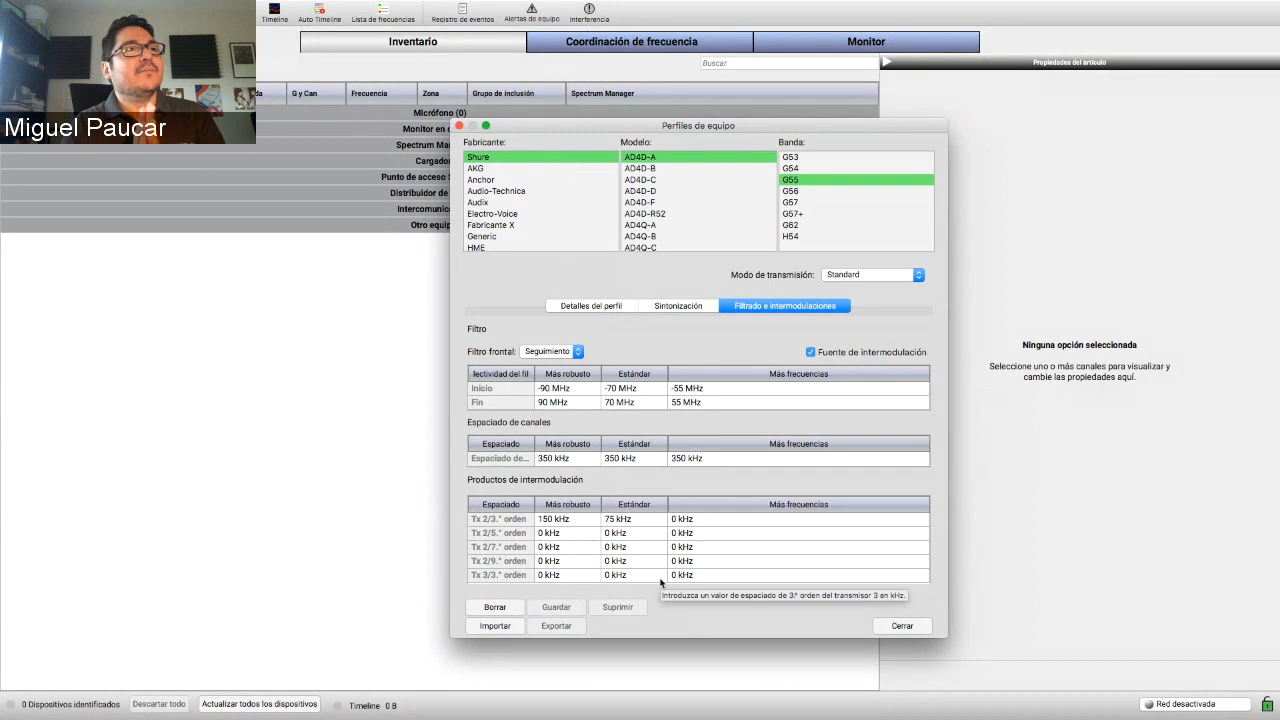 Timeline
Auto Timeline
Lista de frecuencias
Registro de eventos
Alertas de equipo
Interferencia
Inventario
Coordinación de frecuencia
Monitor
Miguel Paucar
Buscar
Propiedades del artículo
G y Can
Frecuencia
Zona
Grupo de inclusión
Spectrum Manager
Micrófono (0)
Monitor en
Spectrum Ma
Cargado
Punto de acceso S
Distribuidor de
Intercomunic
Otro equip
Perfiles de equipo
Fabricante:
Modelo:
Banda:
Shure
AD4D-A
G53
AKG
AD4D-B
G54
Anchor
AD4D-C
G55
Audio-Technica
AD4D-D
G56
Audix
AD4D-F
G57
Electro-Voice
AD4D-R52
G57+
Fabricante X
AD4Q-A
G62
Generic
AD4Q-B
H54
HME
AD4Q-C
Modo de transmisión:
Standard
Detalles del perfil
Sintonización
Filtrado e intermodulaciones
Filtro
Filtro frontal:
Seguimiento
Fuente de intermodulación
lectividad del fil
Más robusto
Estándar
Más frecuencias
Inicio
-90 MHz
-70 MHz
-55 MHz
Fin
90 MHz
70 MHz
55 MHz
Espaciado de canales
Espaciado
Más robusto
Estándar
Más frecuencias
Espaciado de...
350 kHz
350 kHz
350 kHz
Productos de intermodulación
Espaciado
Más robusto
Estándar
Más frecuencias
Tx 2/3.° orden
150 kHz
75 kHz
0 kHz
Tx 2/5.° orden
0 kHz
0 kHz
0 kHz
Tx 2/7.° orden
0 kHz
0 kHz
0 kHz
Tx 2/9.° orden
0 kHz
0 kHz
0 kHz
Tx 3/3.° orden
0 kHz
0 kHz
0 kHz
Introduzca un valor de espaciado de 3.º orden del transmisor 3 en kHz.
Borrar
Guardar
Suprimir
Importar
Exportar
Cerrar
Ninguna opción seleccionada
Seleccione uno o más canales para visualizar y
cambie las propiedades aquí.
0 Dispositivos identificados
Descartar todo
Actualizar todos los dispositivos
Timeline 0 B
Red desactivada